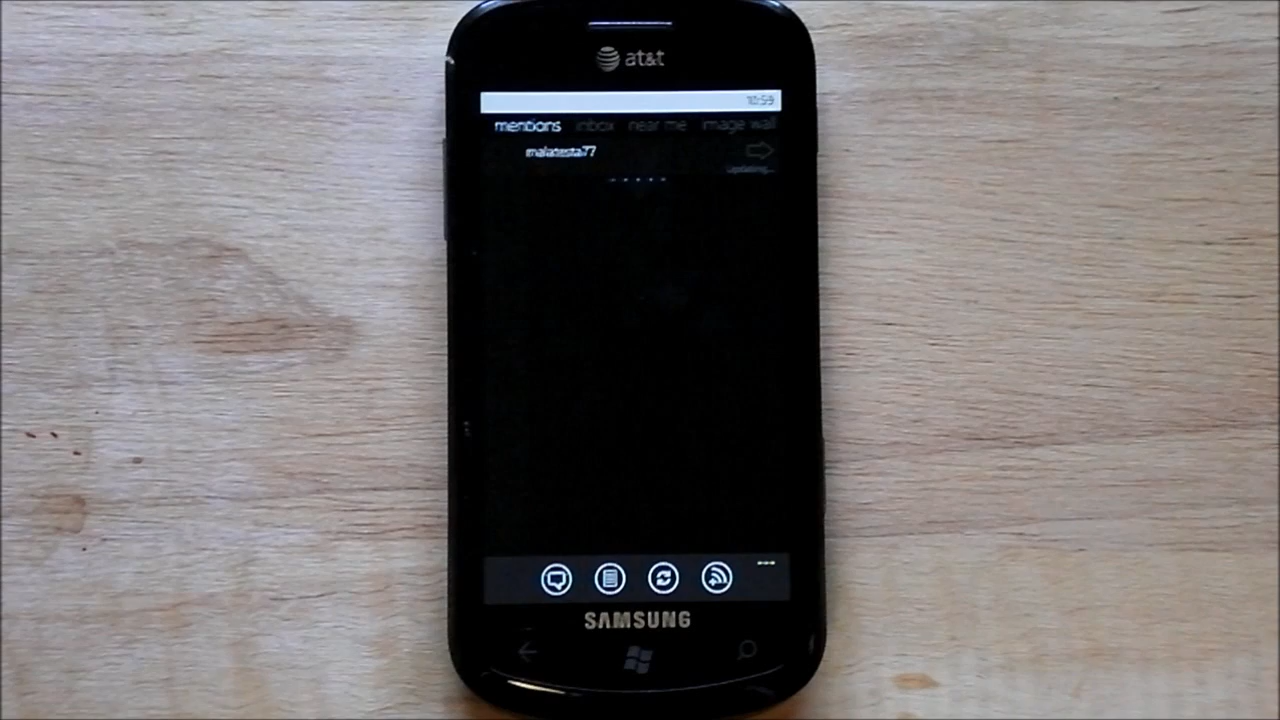 at&t
10:59
mentions inbox near me image wall
malatesta77
Updating...
SAMSUNG